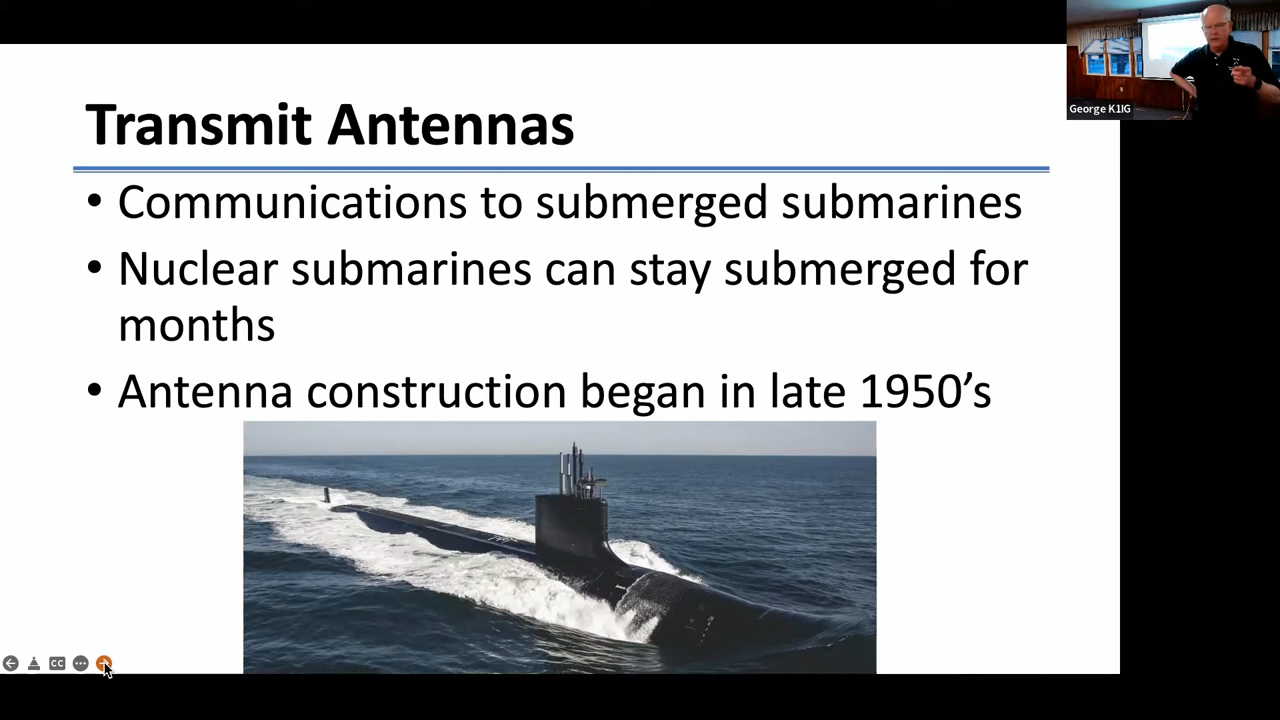 George K1IG
Transmit Antennas
• Communications to submerged submarines
• Nuclear submarines can stay submerged for
months
• Antenna construction began in late 1950’s
CC